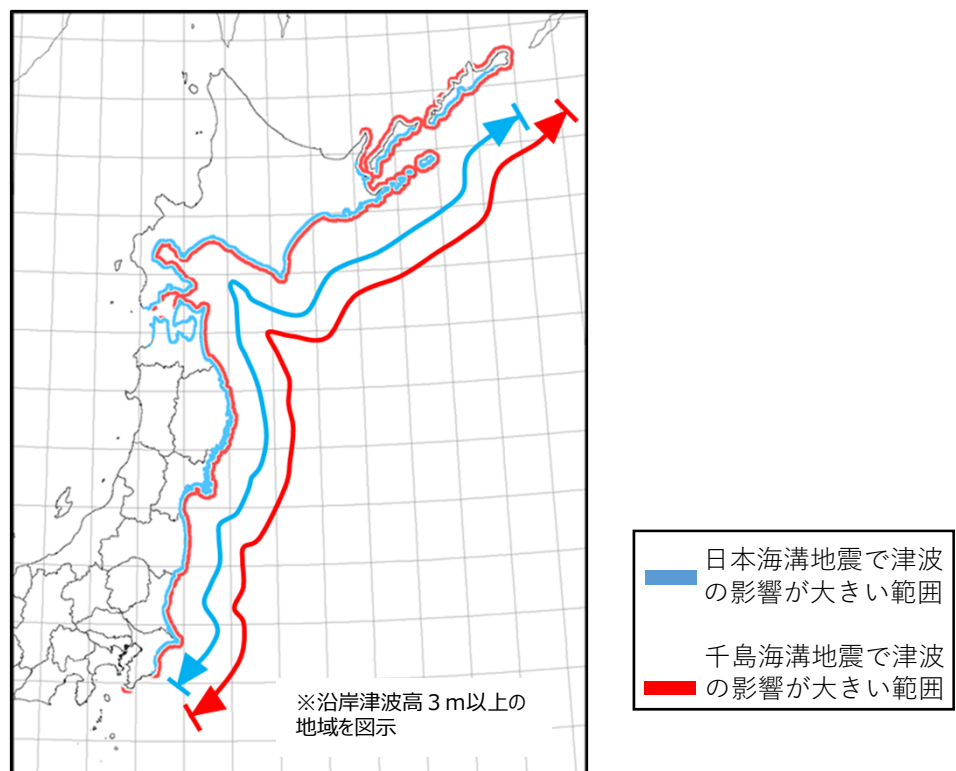 ※沿岸津波高３ｍ以上の
地域を図示
日本海溝地震で津波
の影響が大きい範囲
千島海溝地震で津波
の影響が大きい範囲